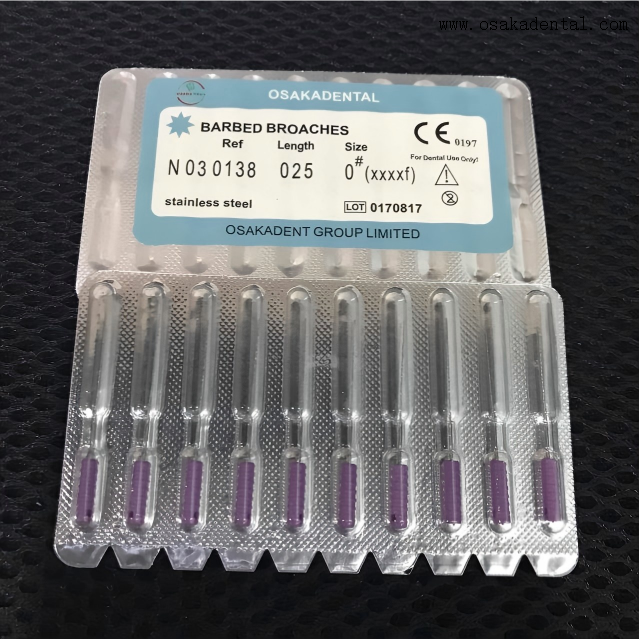 www.osakadental.com
OSAKADENTAL
BARBED BROACHES
Ref Length Size
N 03 0138 025 0# (xxxxf)
CE 0197
For Dental Use Only!
stainless steel
LOT 0170817
OSAKADENT GROUP LIMITED